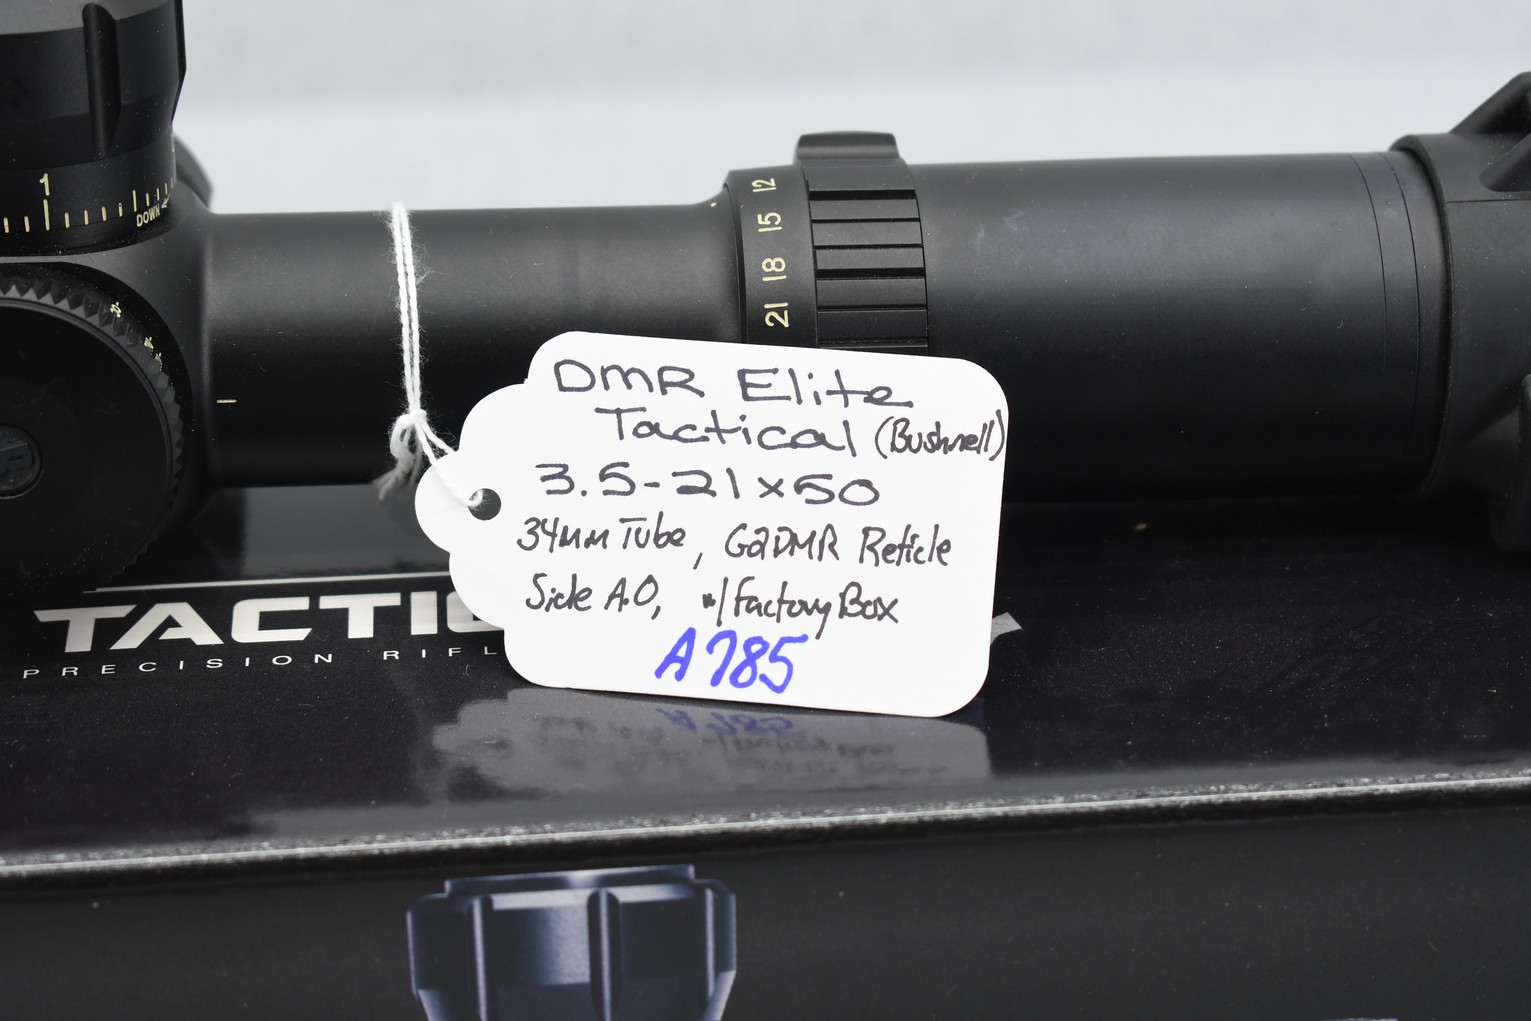 1
DOWN
12
15
18
21
DMR Elite
Tactical (Bushnell)
3.5-21x50
34mm Tube, G2DMR Reticle
Side A.O, w/ Factory Box
A785
TACTIC
PRECISION RIFL